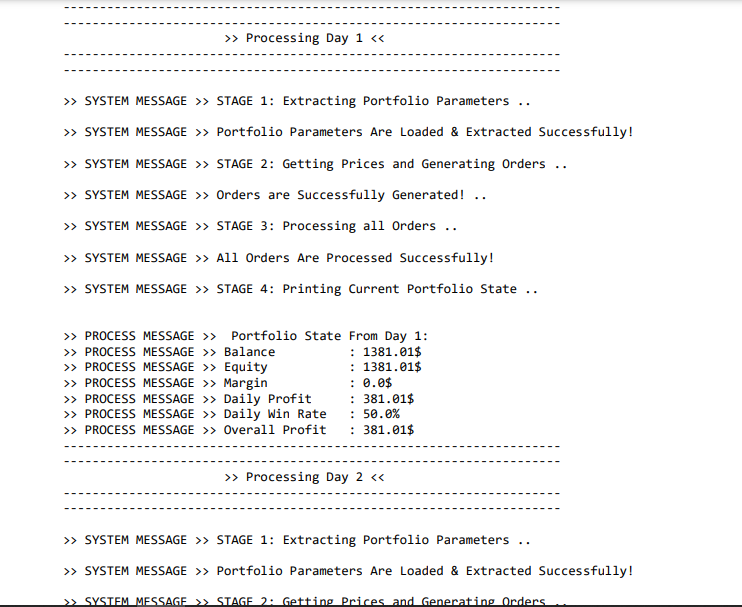 ---------------------------------------------------------------------
---------------------------------------------------------------------
>> Processing Day 1 <<
---------------------------------------------------------------------
---------------------------------------------------------------------
>> SYSTEM MESSAGE >> STAGE 1: Extracting Portfolio Parameters ..
>> SYSTEM MESSAGE >> Portfolio Parameters Are Loaded & Extracted Successfully!
>> SYSTEM MESSAGE >> STAGE 2: Getting Prices and Generating Orders ..
>> SYSTEM MESSAGE >> Orders are Successfully Generated! ..
>> SYSTEM MESSAGE >> STAGE 3: Processing all Orders ..
>> SYSTEM MESSAGE >> All Orders Are Processed Successfully!
>> SYSTEM MESSAGE >> STAGE 4: Printing Current Portfolio State ..
>> PROCESS MESSAGE >>  Portfolio State From Day 1:
>> PROCESS MESSAGE >> Balance          : 1381.01$
>> PROCESS MESSAGE >> Equity           : 1381.01$
>> PROCESS MESSAGE >> Margin           : 0.0$
>> PROCESS MESSAGE >> Daily Profit     : 381.01$
>> PROCESS MESSAGE >> Daily Win Rate   : 50.0%
>> PROCESS MESSAGE >> Overall Profit   : 381.01$
---------------------------------------------------------------------
---------------------------------------------------------------------
>> Processing Day 2 <<
---------------------------------------------------------------------
---------------------------------------------------------------------
>> SYSTEM MESSAGE >> STAGE 1: Extracting Portfolio Parameters ..
>> SYSTEM MESSAGE >> Portfolio Parameters Are Loaded & Extracted Successfully!
>> SYSTEM MESSAGE >> STAGE 2: Getting Prices and Generating Orders ..